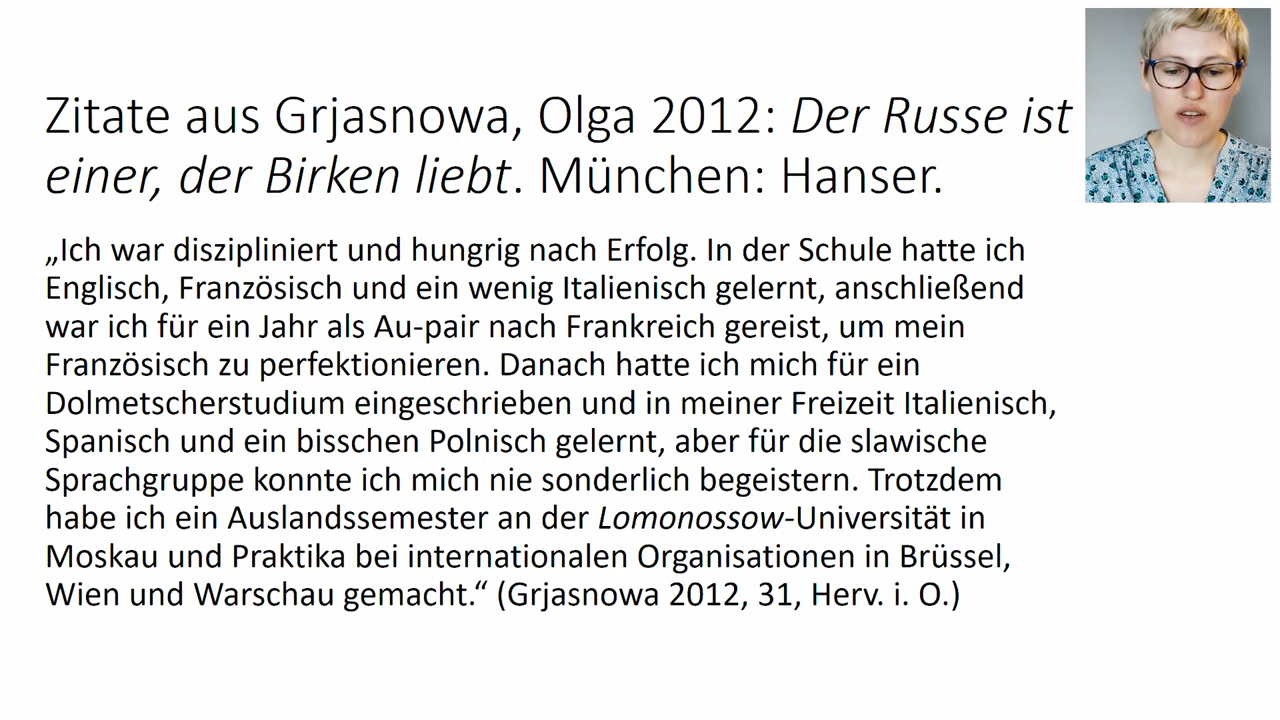 Zitate aus Grjasnowa, Olga 2012: Der Russe ist
einer, der Birken liebt. München: Hanser.
„Ich war diszipliniert und hungrig nach Erfolg. In der Schule hatte ich
Englisch, Französisch und ein wenig Italienisch gelernt, anschließend
war ich für ein Jahr als Au-pair nach Frankreich gereist, um mein
Französisch zu perfektionieren. Danach hatte ich mich für ein
Dolmetscherstudium eingeschrieben und in meiner Freizeit Italienisch,
Spanisch und ein bisschen Polnisch gelernt, aber für die slawische
Sprachgruppe konnte ich mich nie sonderlich begeistern. Trotzdem
habe ich ein Auslandssemester an der Lomonossow-Universität in
Moskau und Praktika bei internationalen Organisationen in Brüssel,
Wien und Warschau gemacht.“ (Grjasnowa 2012, 31, Herv. i. O.)